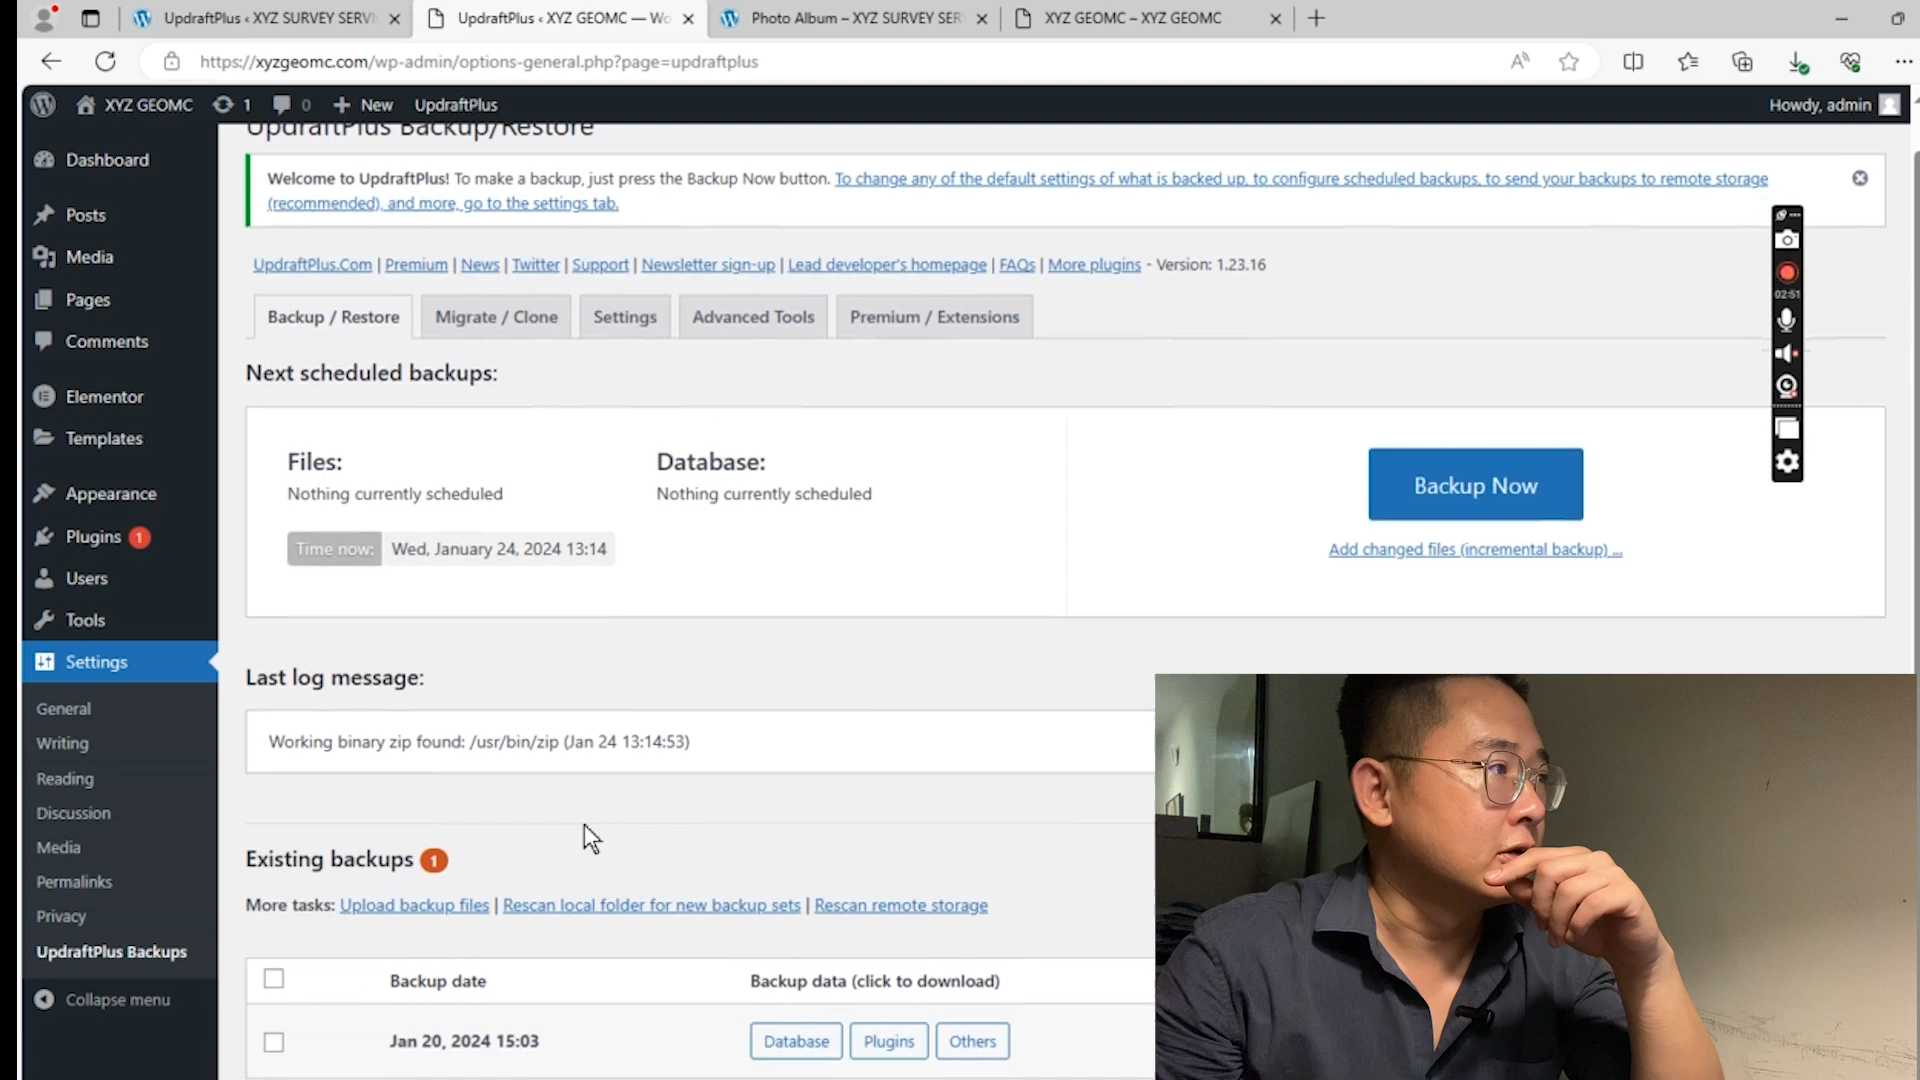 UpdraftPlus ‹ XYZ SURVEY SERVI
UpdraftPlus ‹ XYZ GEOMC — Wo
Photo Album – XYZ SURVEY SER
XYZ GEOMC – XYZ GEOMC
https://xyzgeomc.com/wp-admin/options-general.php?page=updraftplus
XYZ GEOMC 1 0 New UpdraftPlus Howdy, admin
UpdraftPlus Backup/Restore
Welcome to UpdraftPlus! To make a backup, just press the Backup Now button. To change any of the default settings of what is backed up, to configure scheduled backups, to send your backups to remote storage
(recommended), and more, go to the settings tab.
UpdraftPlus.Com | Premium | News | Twitter | Support | Newsletter sign-up | Lead developer's homepage | FAQs | More plugins - Version: 1.23.16
Backup / Restore
Migrate / Clone
Settings
Advanced Tools
Premium / Extensions
Next scheduled backups:
Files:
Nothing currently scheduled
Database:
Nothing currently scheduled
Time now: Wed, January 24, 2024 13:14
Backup Now
Add changed files (incremental backup) ...
Last log message:
Working binary zip found: /usr/bin/zip (Jan 24 13:14:53)
Existing backups 1
More tasks: Upload backup files | Rescan local folder for new backup sets | Rescan remote storage
Backup date
Backup data (click to download)
Jan 20, 2024 15:03
Database
Plugins
Others
Dashboard
Posts
Media
Pages
Comments
Elementor
Templates
Appearance
Plugins 1
Users
Tools
Settings
General
Writing
Reading
Discussion
Media
Permalinks
Privacy
UpdraftPlus Backups
Collapse menu
02:51